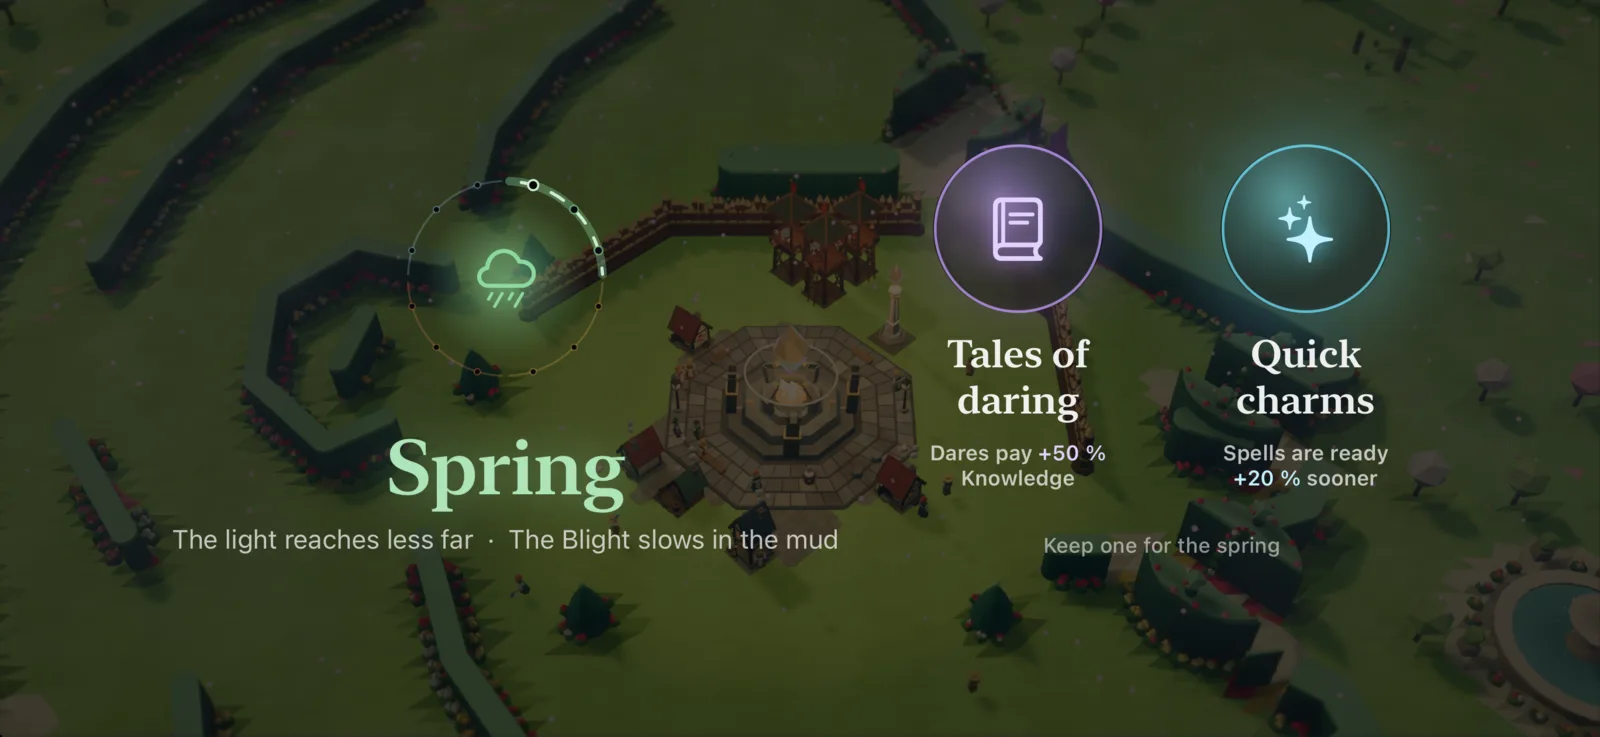 Spring
The light reaches less far · The Blight slows in the mud
Tales of
daring
Dares pay +50 %
Knowledge
Quick
charms
Spells are ready
+20 % sooner
Keep one for the spring